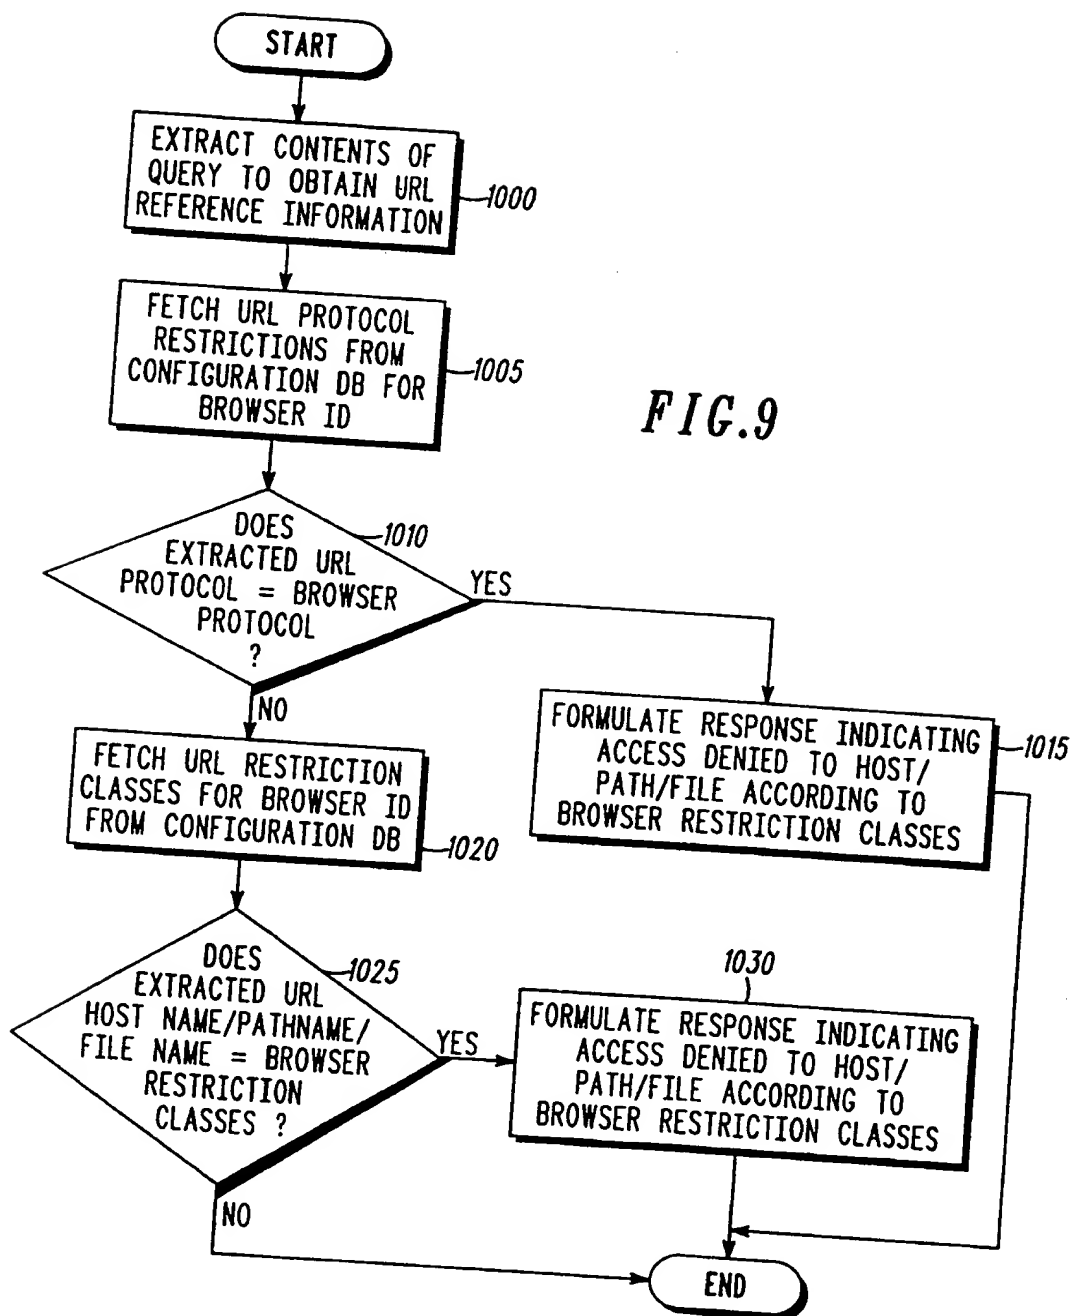 START
EXTRACT CONTENTS OF
QUERY TO OBTAIN URL
REFERENCE INFORMATION
1000
FETCH URL PROTOCOL
RESTRICTIONS FROM
CONFIGURATION DB FOR
BROWSER ID
1005
FIG.9
DOES
EXTRACTED URL
PROTOCOL = BROWSER
PROTOCOL
?
1010
YES
NO
FORMULATE RESPONSE INDICATING
ACCESS DENIED TO HOST/
PATH/FILE ACCORDING TO
BROWSER RESTRICTION CLASSES
1015
FETCH URL RESTRICTION
CLASSES FOR BROWSER ID
FROM CONFIGURATION DB
1020
DOES
EXTRACTED URL
HOST NAME/PATHNAME/
FILE NAME = BROWSER
RESTRICTION
CLASSES ?
1025
YES
NO
1030
FORMULATE RESPONSE INDICATING
ACCESS DENIED TO HOST/
PATH/FILE ACCORDING TO
BROWSER RESTRICTION CLASSES
END